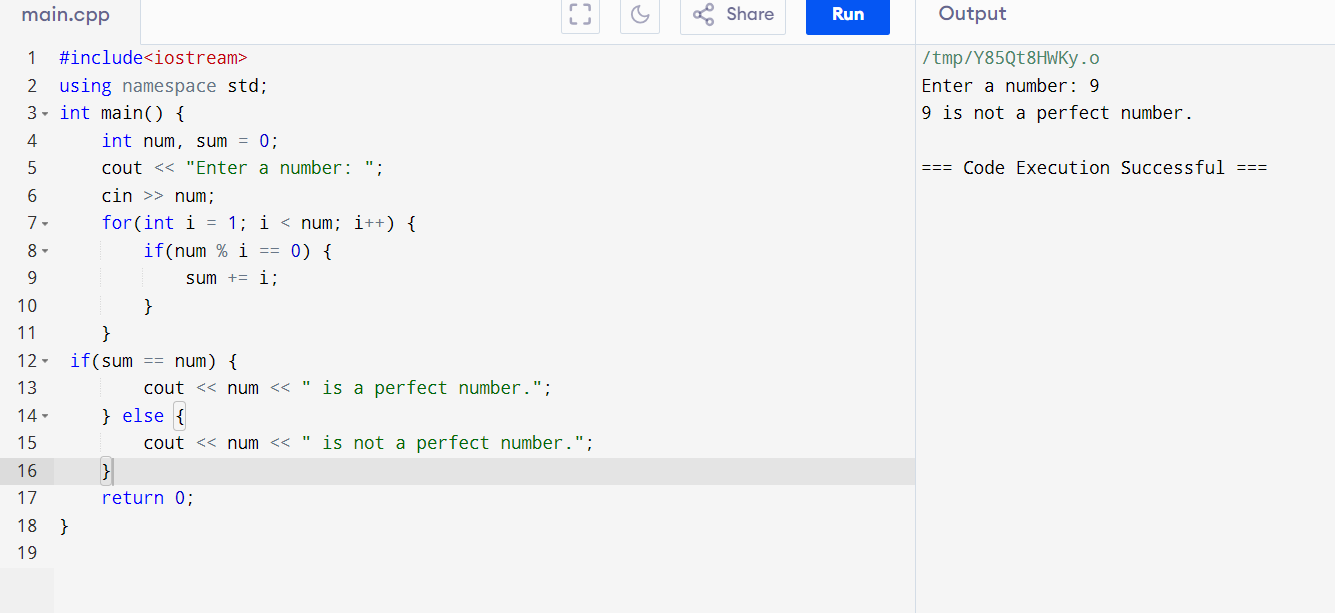 main.cpp
Share
Run
Output
1 #include<iostream>
2 using namespace std;
3 int main() {
4     int num, sum = 0;
5     cout << "Enter a number: ";
6     cin >> num;
7     for(int i = 1; i < num; i++) {
8         if(num % i == 0) {
9             sum += i;
10         }
11     }
12  if(sum == num) {
13         cout << num << " is a perfect number.";
14     } else {
15         cout << num << " is not a perfect number.";
16     }
17     return 0;
18 }
19
/tmp/Y85Qt8HWKy.o
Enter a number: 9
9 is not a perfect number.
=== Code Execution Successful ===